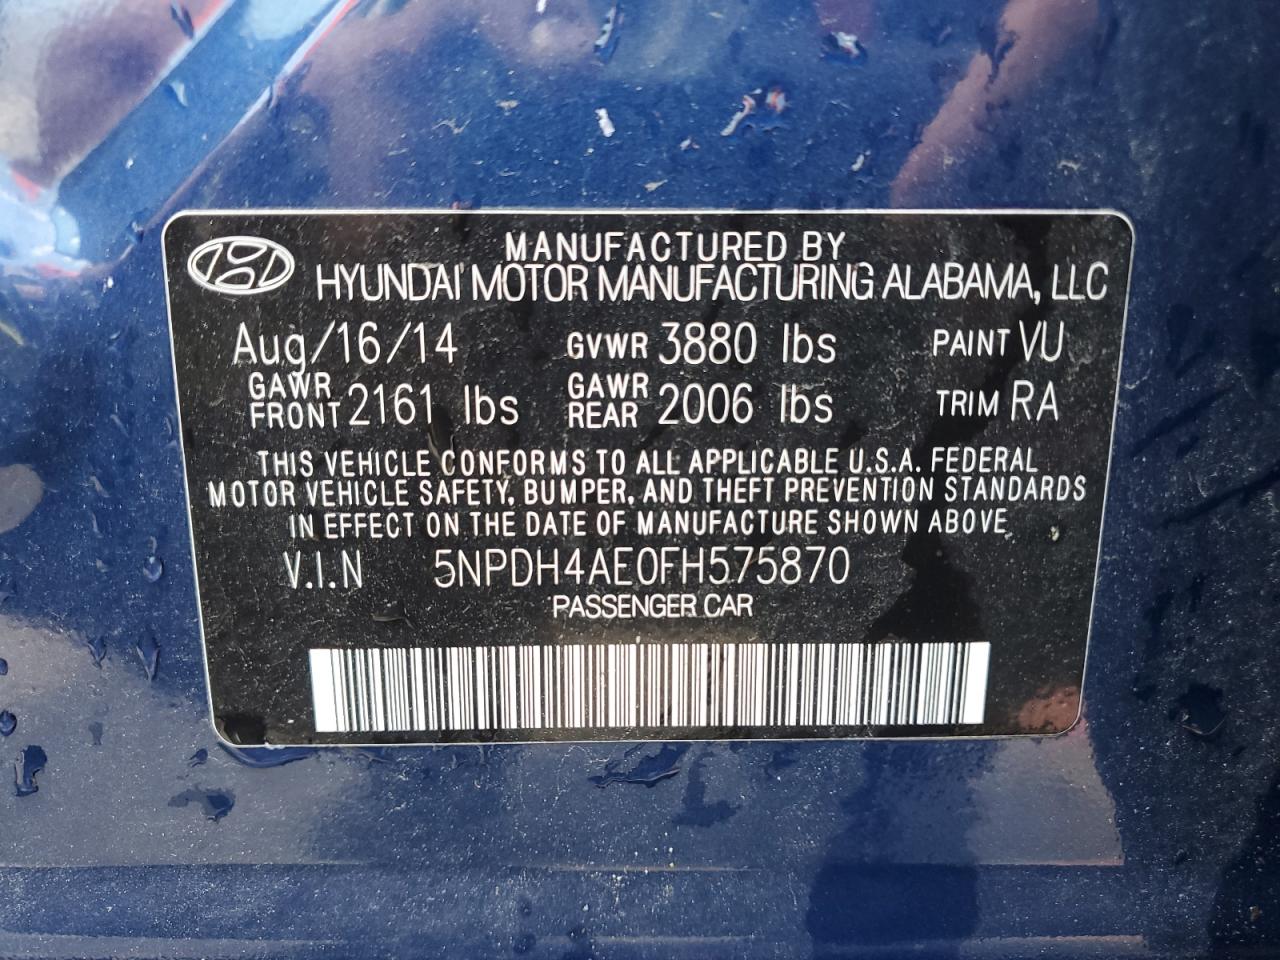 MANUFACTURED BY
HYUNDAI MOTOR MANUFACTURING ALABAMA, LLC
Aug/16/14 GVWR 3880 lbs PAINT VU
GAWR FRONT 2161 lbs GAWR REAR 2006 lbs TRIM RA
THIS VEHICLE CONFORMS TO ALL APPLICABLE U.S.A. FEDERAL
MOTOR VEHICLE SAFETY, BUMPER, AND THEFT PREVENTION STANDARDS
IN EFFECT ON THE DATE OF MANUFACTURE SHOWN ABOVE
V.I.N 5NPDH4AE0FH575870
PASSENGER CAR